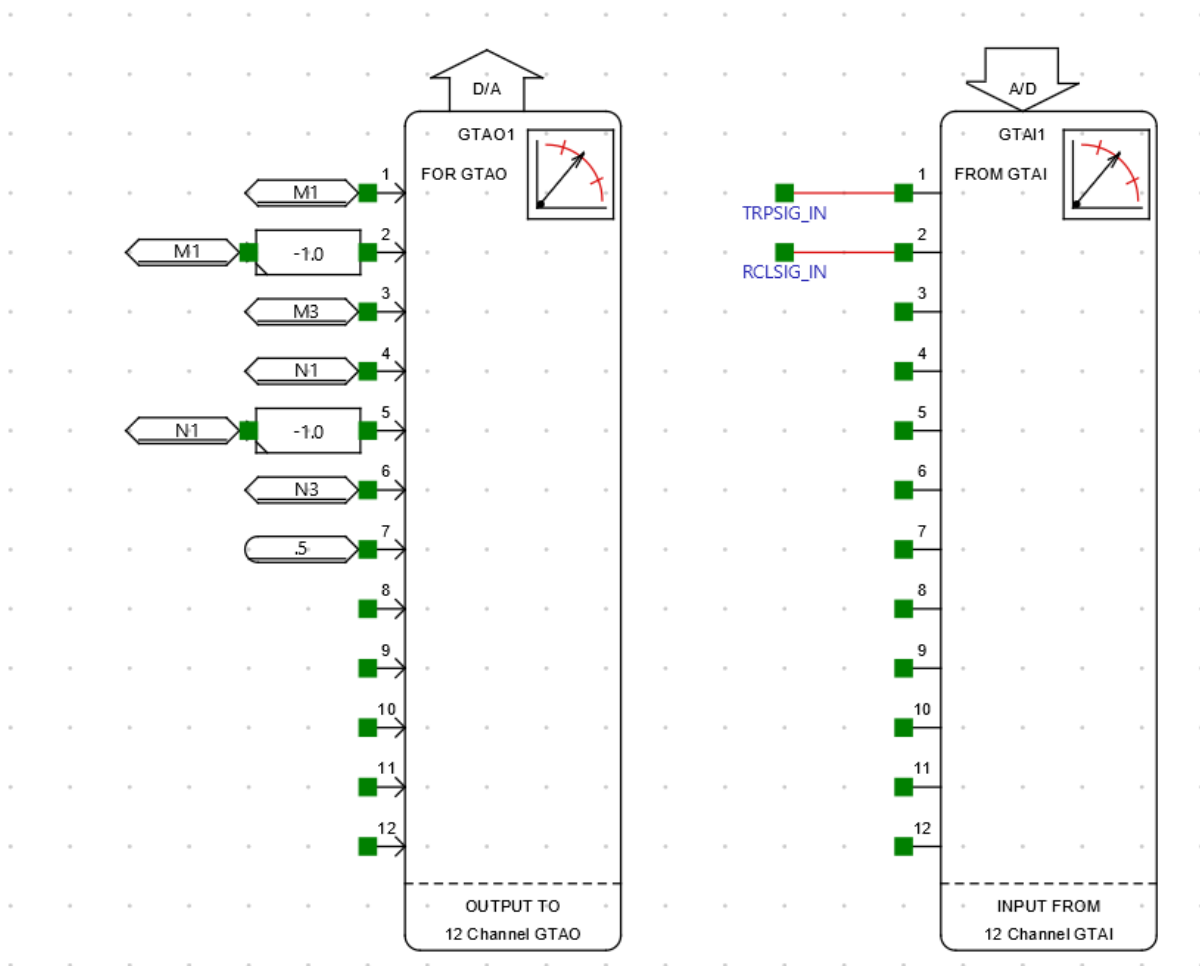 D/A
GTAO1
FOR GTAO
M1
1
M1
-1.0
2
M3
3
N1
4
N1
-1.0
5
N3
6
.5
7
8
9
10
11
12
OUTPUT TO
12 Channel GTAO
A/D
GTAI1
FROM GTAI
1
TRPSIG_IN
2
RCLSIG_IN
3
4
5
6
7
8
9
10
11
12
INPUT FROM
12 Channel GTAI